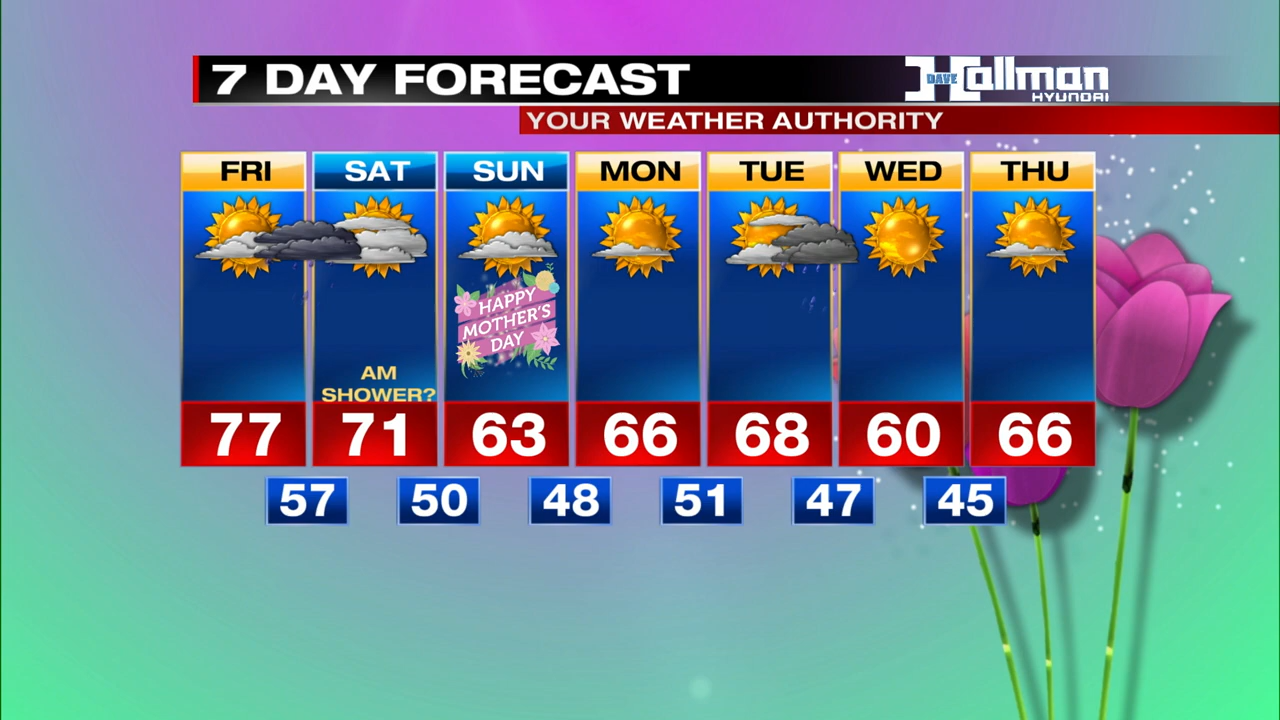 7 DAY FORECAST
DAVE Hallman
HYUNDAI
YOUR WEATHER AUTHORITY
FRI SAT SUN MON TUE WED THU
HAPPY
MOTHER'S
DAY
AM
SHOWER?
77 71 63 66 68 60 66
57 50 48 51 47 45